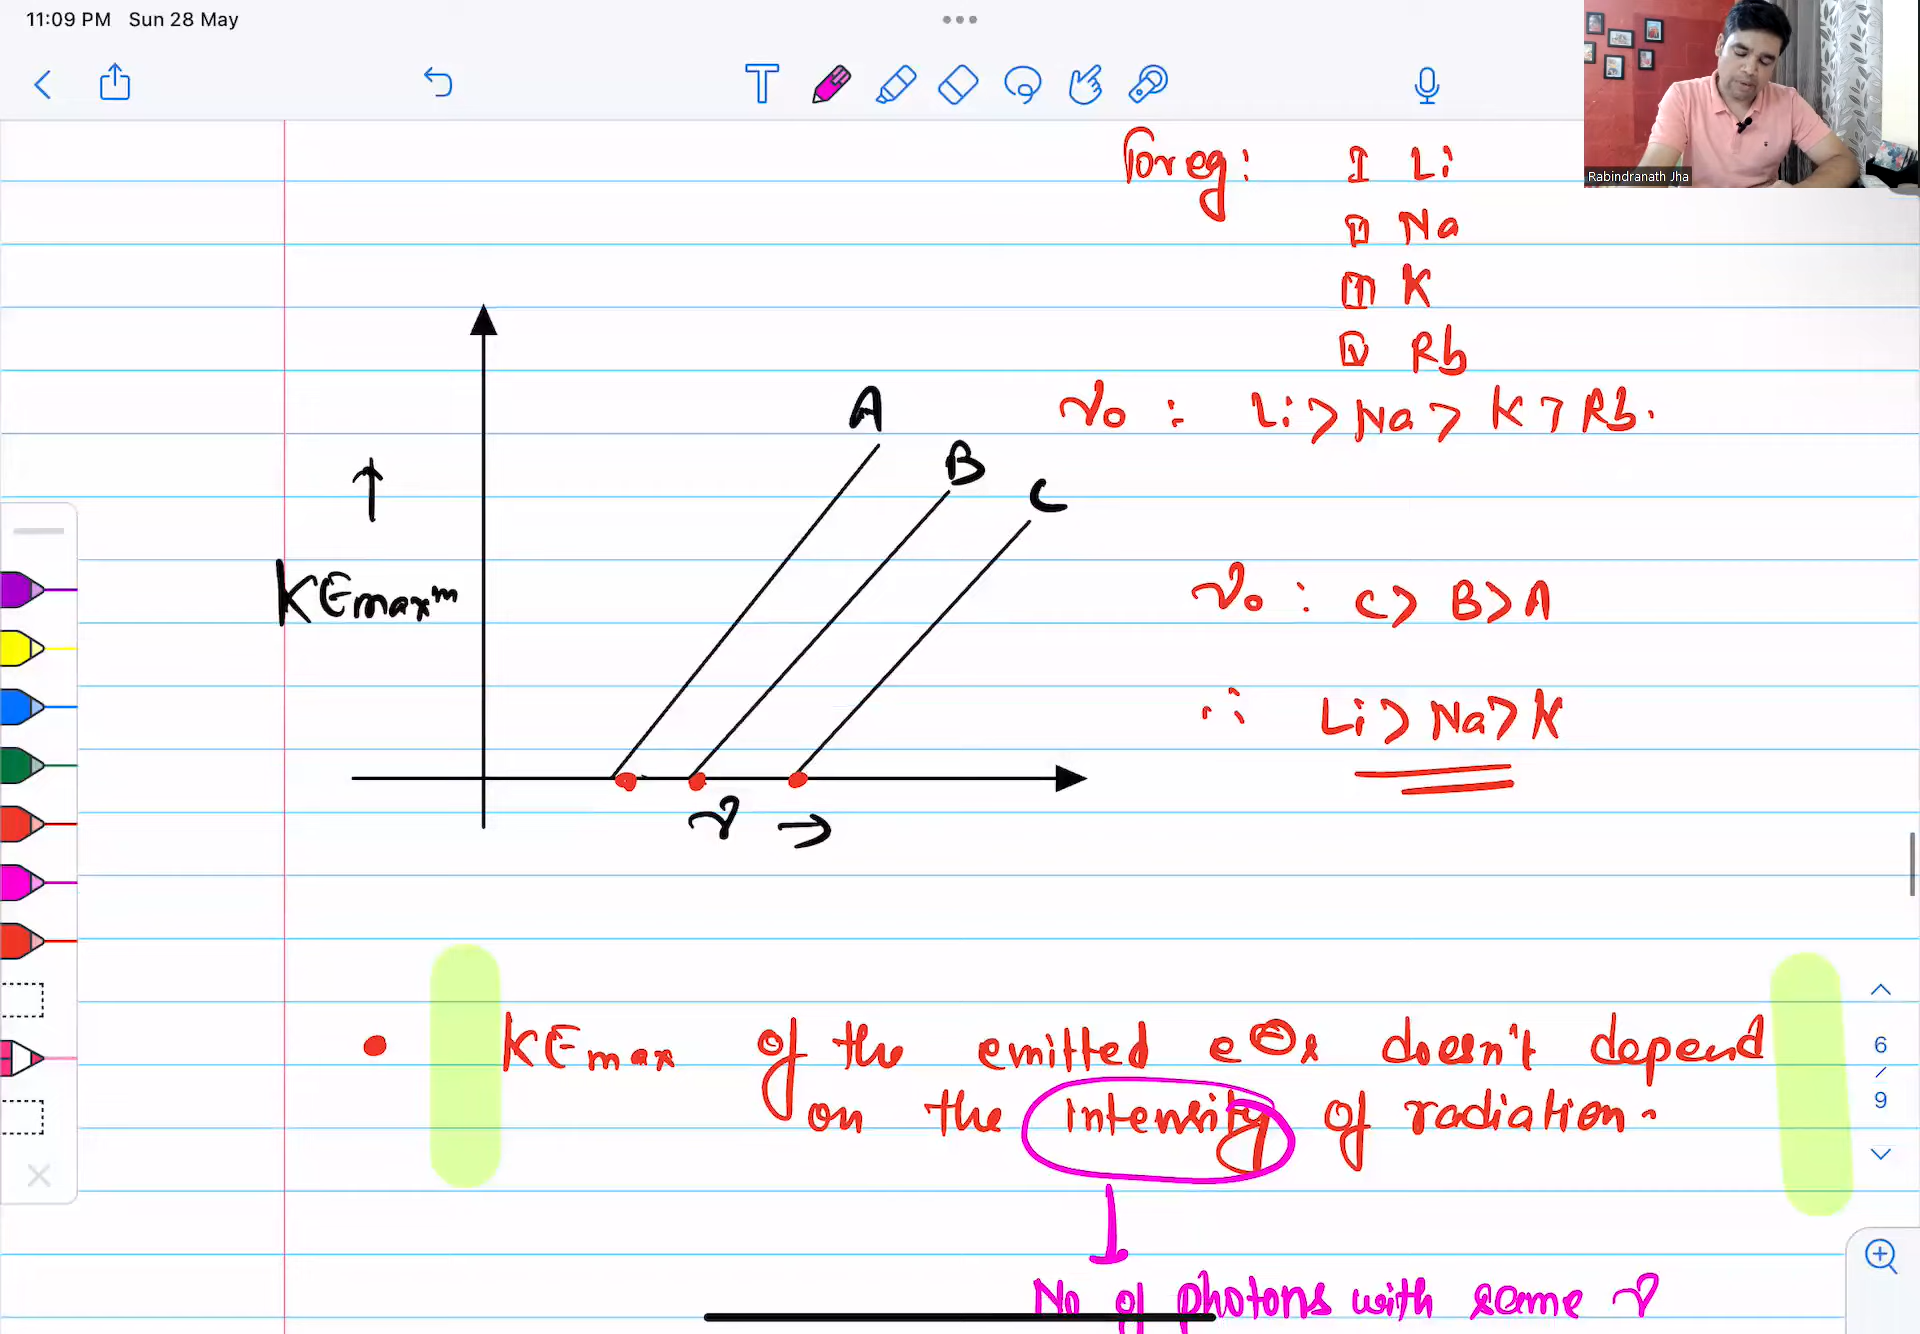 11:09 PM Sun 28 May
T
Rabindranath Jha
For eg: I Li
II Na
III K
IV Rb
ν₀ : Li > Na > K > Rb.
A
B
C
↑
KEmaxᵐ
ν₀ : C > B > A
∴ Li > Na > K
ν →
• KEmax of the emitted e⊖s doesn't depend
on the intensity of radiation.
No of photons with same ν
6
/
9